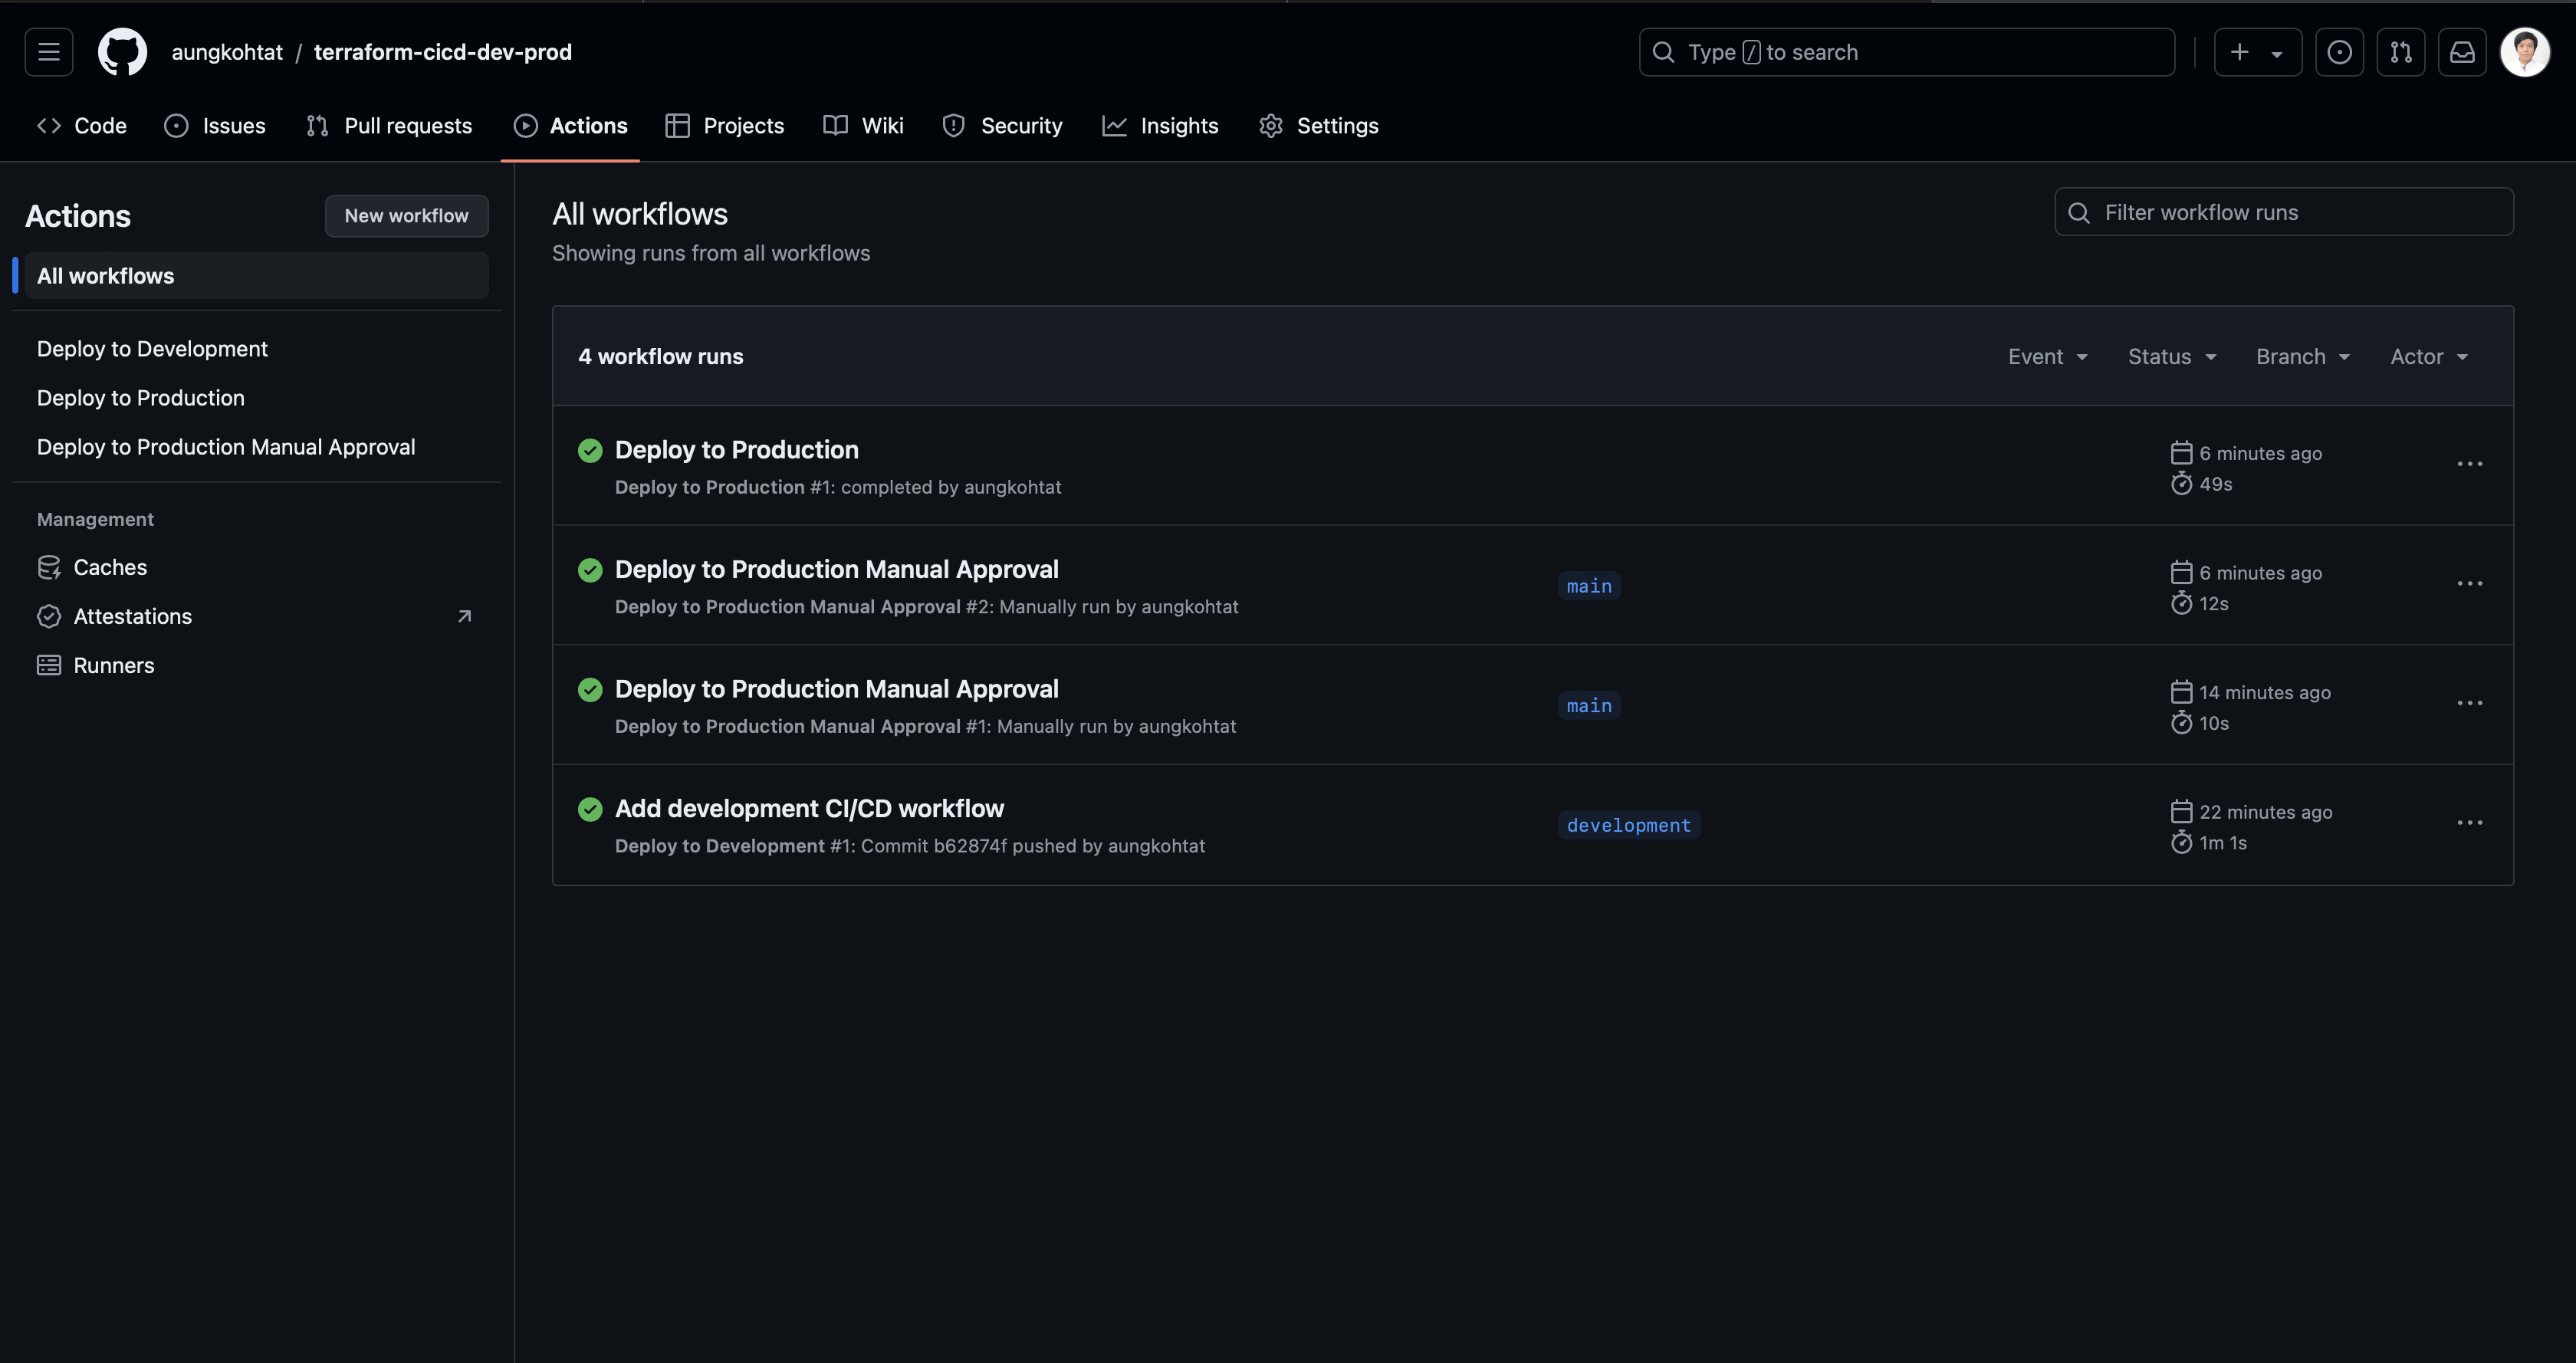 aungkohtat / terraform-cicd-dev-prod
Type / to search
Code Issues Pull requests Actions Projects Wiki Security Insights Settings
Actions
New workflow
All workflows
Deploy to Development
Deploy to Production
Deploy to Production Manual Approval
Management
Caches
Attestations
Runners
All workflows
Showing runs from all workflows
Filter workflow runs
4 workflow runs
Event Status Branch Actor
Deploy to Production
Deploy to Production #1: completed by aungkohtat
6 minutes ago
49s
Deploy to Production Manual Approval
Deploy to Production Manual Approval #2: Manually run by aungkohtat
main
6 minutes ago
12s
Deploy to Production Manual Approval
Deploy to Production Manual Approval #1: Manually run by aungkohtat
main
14 minutes ago
10s
Add development CI/CD workflow
Deploy to Development #1: Commit b62874f pushed by aungkohtat
development
22 minutes ago
1m 1s